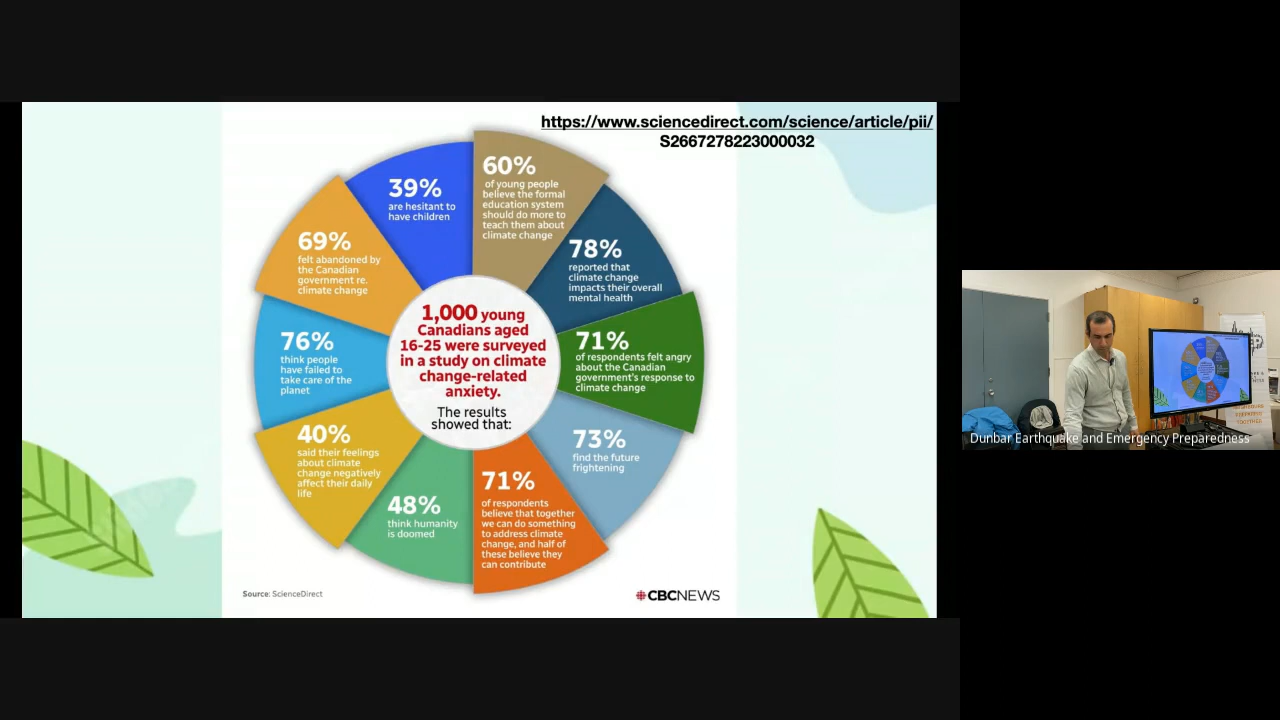 https://www.sciencedirect.com/science/article/pii/
S2667278223000032
60%
of young people
believe the formal
education system
should do more to
teach them about
climate change
78%
reported that
climate change
impacts their overall
mental health
71%
of respondents felt angry
about the Canadian
government's response to
climate change
73%
find the future
frightening
71%
of respondents
believe that together
we can do something
to address climate
change, and half of
these believe they
can contribute
48%
think humanity
is doomed
40%
said their feelings
about climate
change negatively
affect their daily
life
76%
think people
have failed to
take care of the
planet
69%
felt abandoned by
the Canadian
government re.
climate change
39%
are hesitant to
have children
1,000 young
Canadians aged
16-25 were surveyed
in a study on climate
change-related
anxiety.
The results
showed that:
Source: ScienceDirect
CBCNEWS
Dunbar Earthquake and Emergency Preparedness